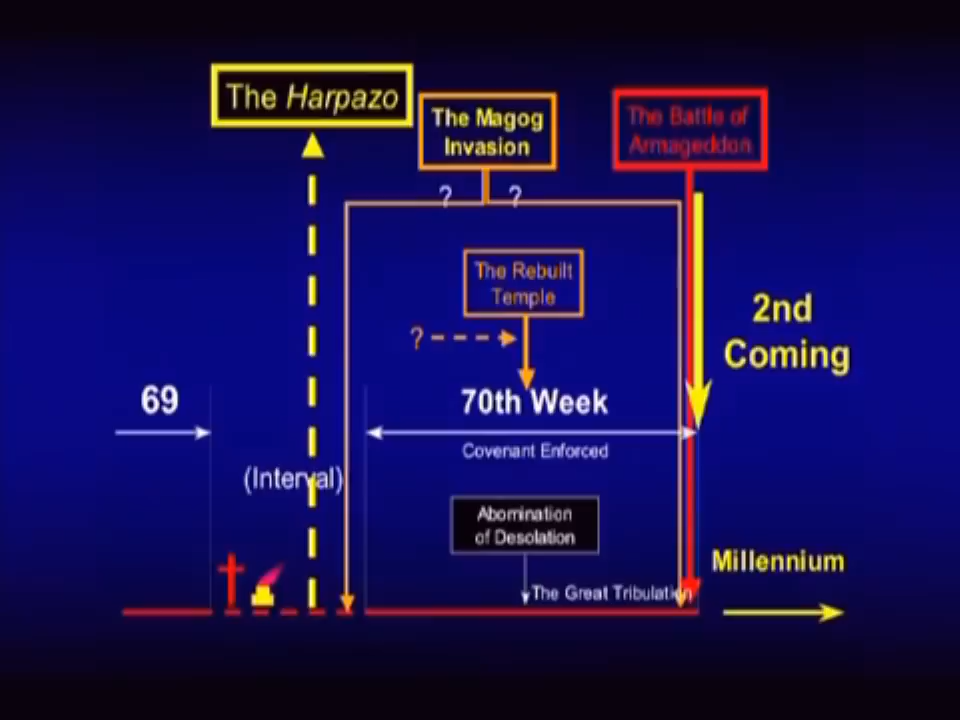 The Harpazo
The Magog
Invasion
The Battle of
Armageddon
? ?
The Rebuilt
Temple
?
2nd
Coming
69
70th Week
Covenant Enforced
(Interval)
Abomination
of Desolation
Millennium
The Great Tribulation